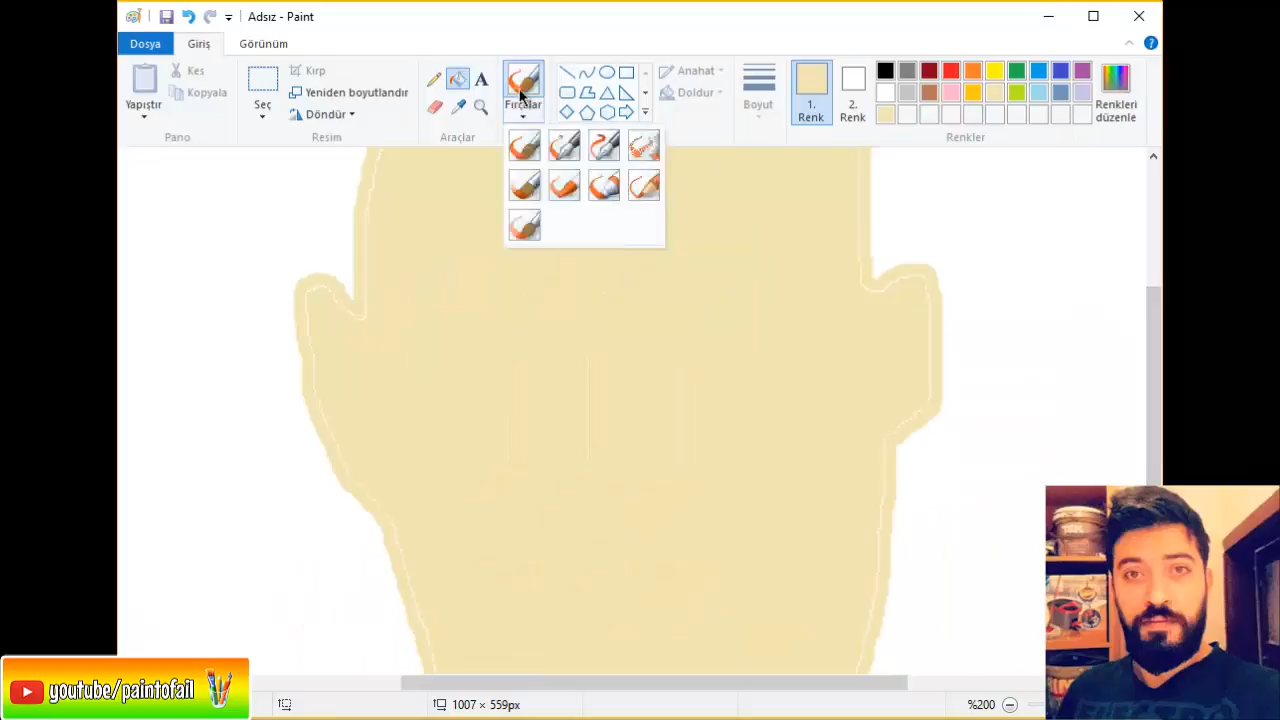 Adsız - Paint
Dosya
Giriş
Görünüm
Yapıştır
Kes
Kopyala
Pano
Seç
Kırp
Yeniden boyutlandır
Döndür
Resim
Araçlar
Fırçalar
Anahat
Doldur
Boyut
1.
Renk
2.
Renk
Renkler
Renkleri
düzenle
youtube/paintofail
1007 × 559px
%200